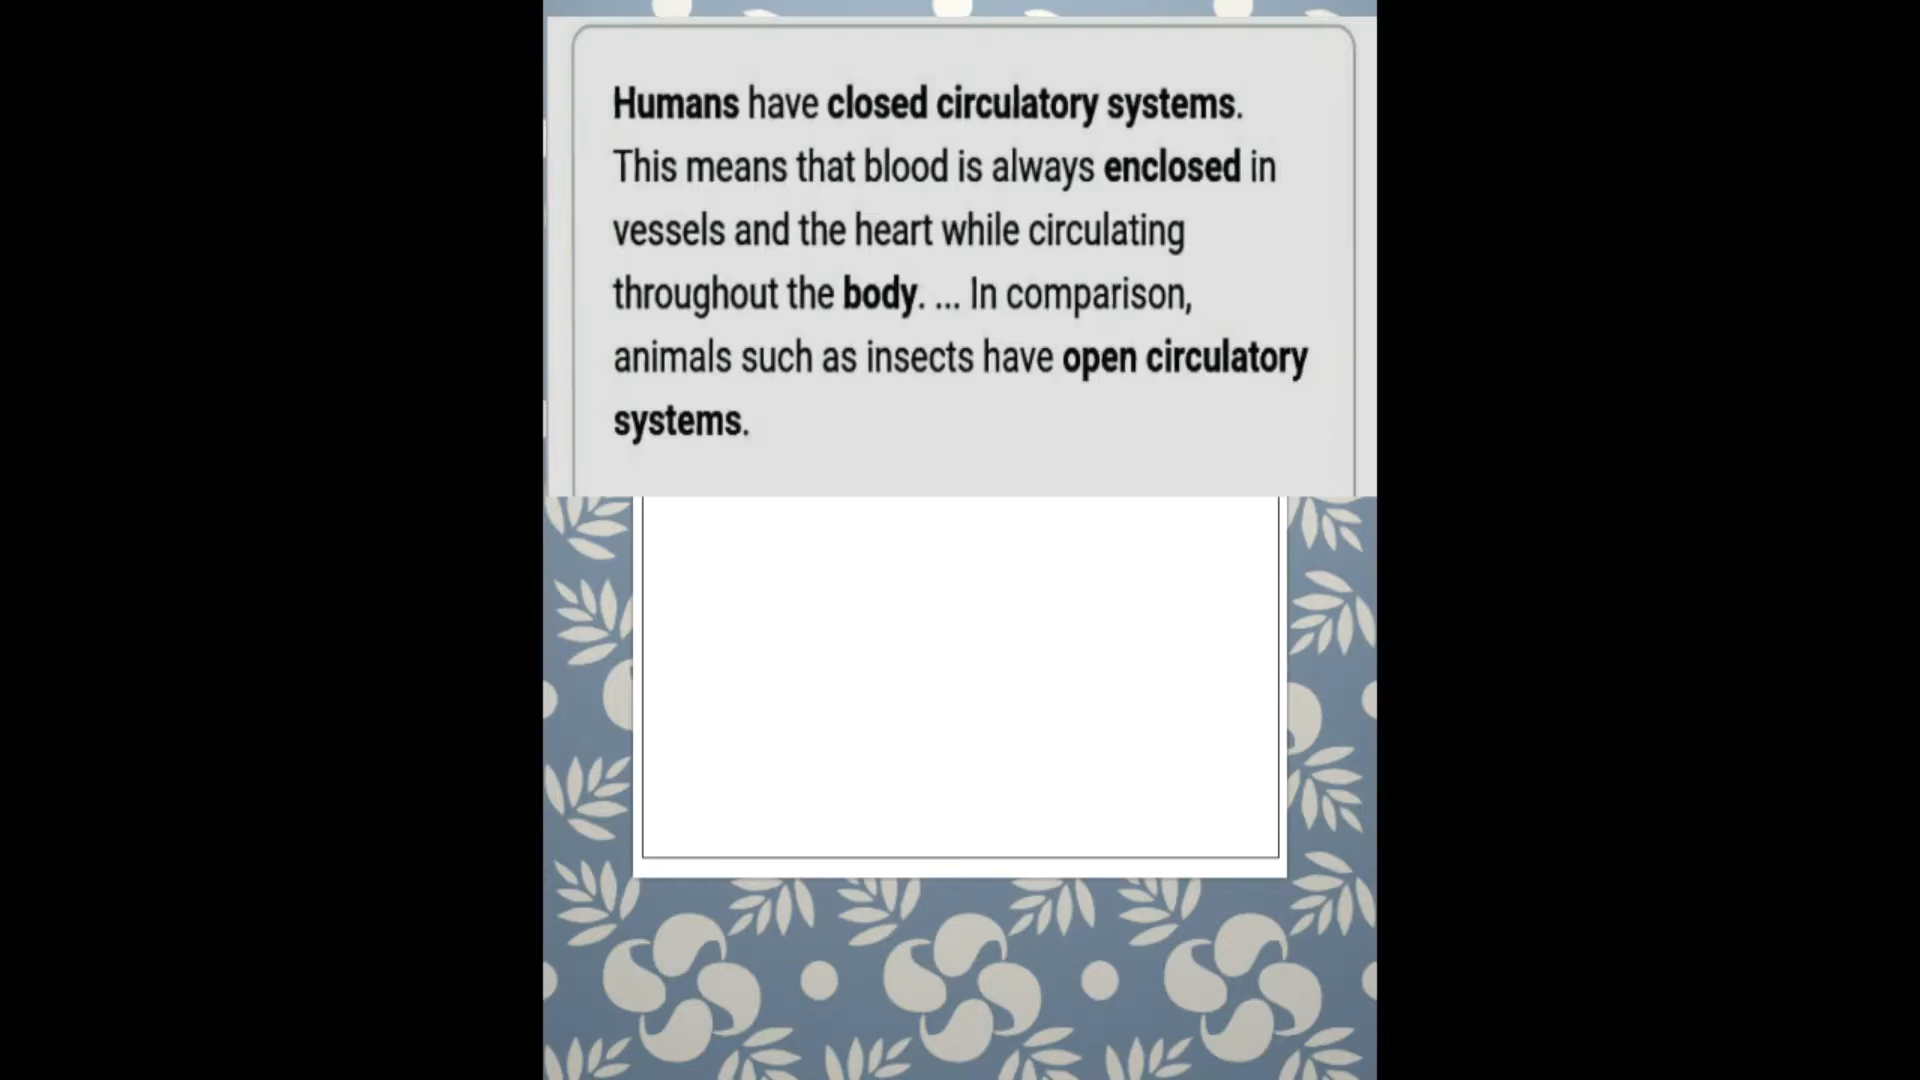 Humans have closed circulatory systems.
This means that blood is always enclosed in
vessels and the heart while circulating
throughout the body. ... In comparison,
animals such as insects have open circulatory
systems.